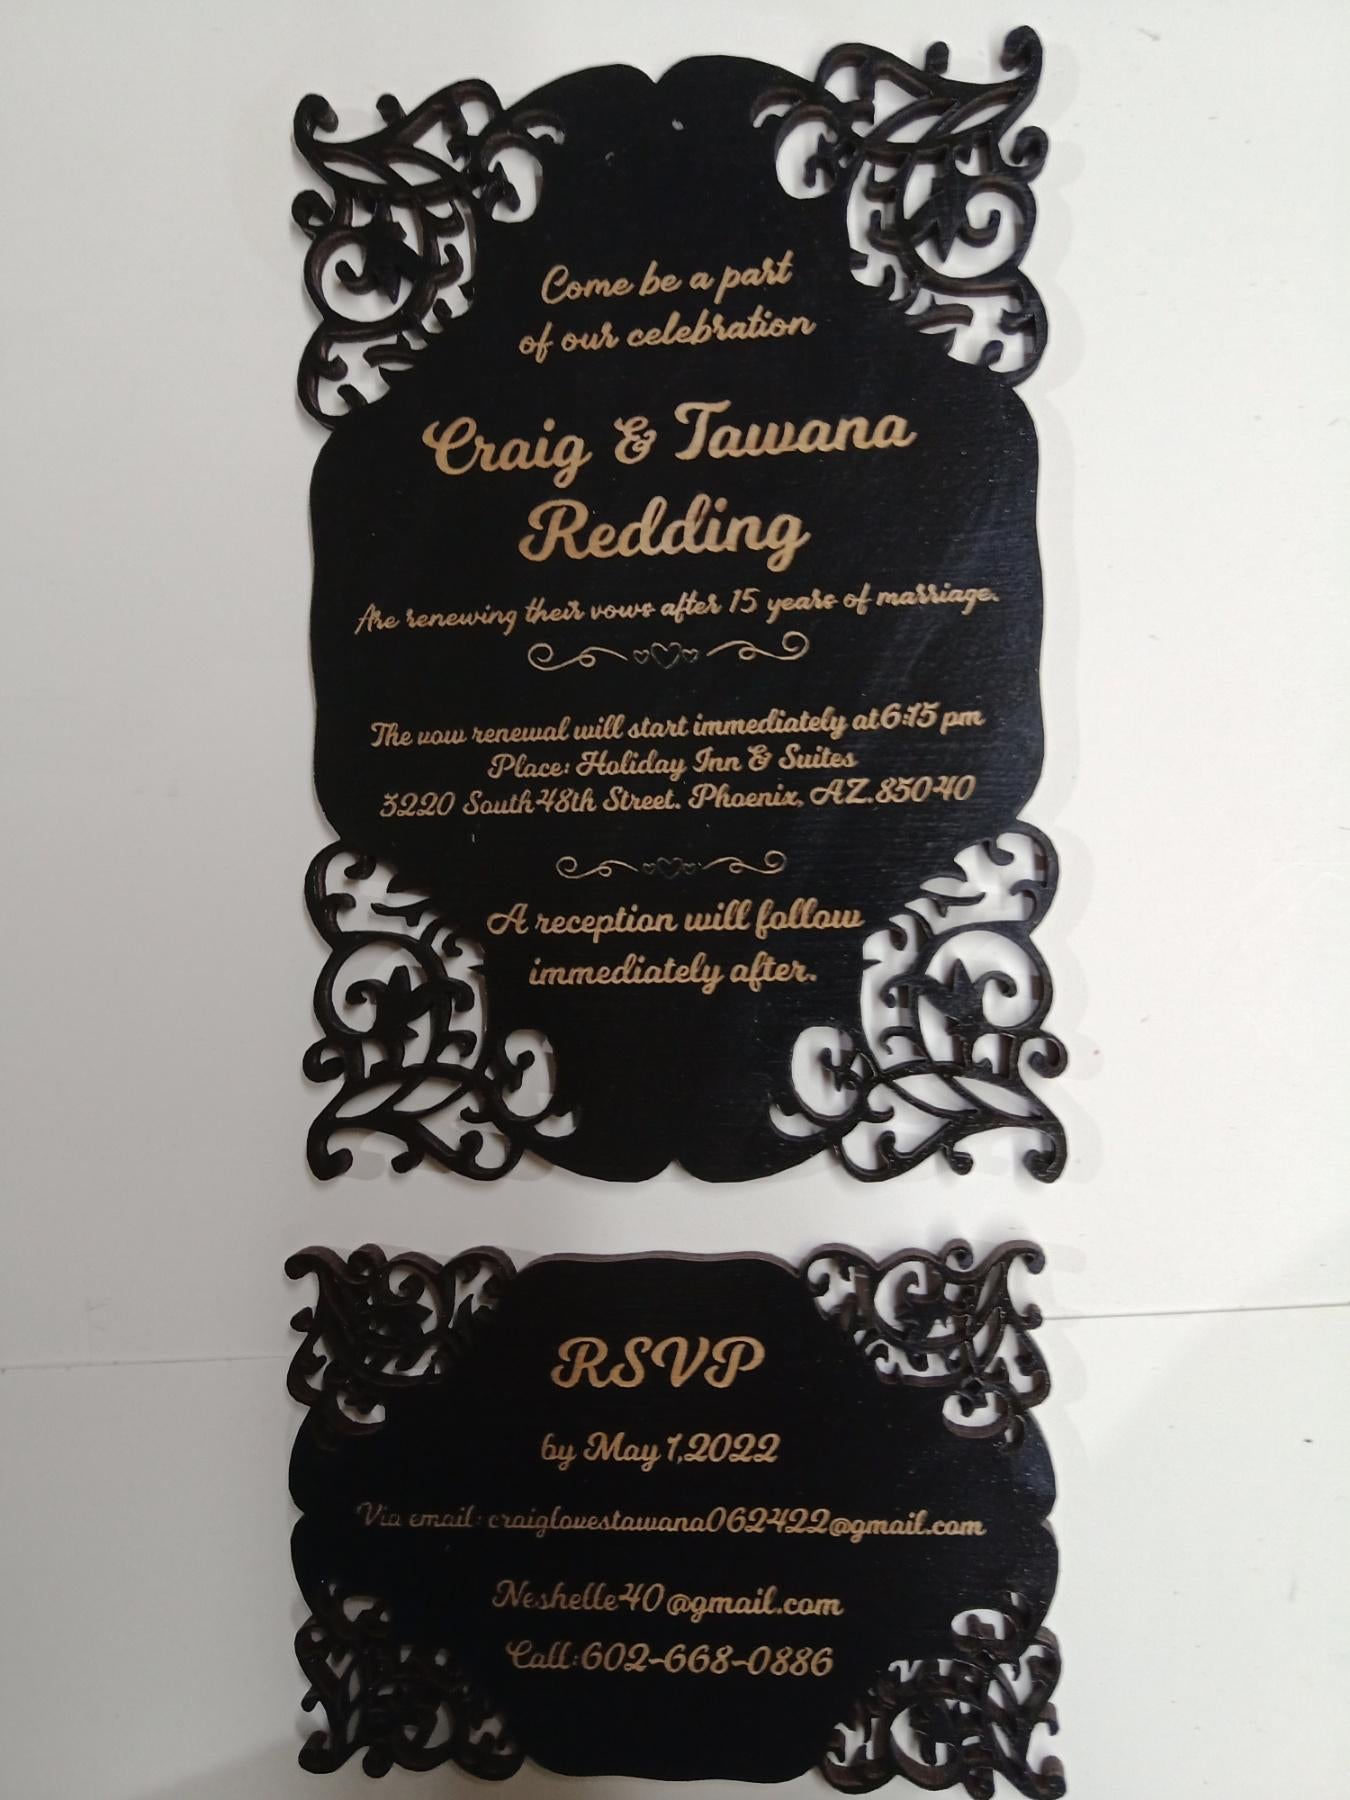 Come be a part
of our celebration
Craig & Tawana
Redding
Are renewing their vows after 15 years of marriage.
The vow renewal will start immediately at 6:15 pm
Place: Holiday Inn & Suites
3220 South 48th Street. Phoenix, AZ. 85040
A reception will follow
immediately after.
RSVP
by May 1,2022
Via email: craiglovestawana062422@gmail.com
Neshelle40@gmail.com
Call:602-668-0886